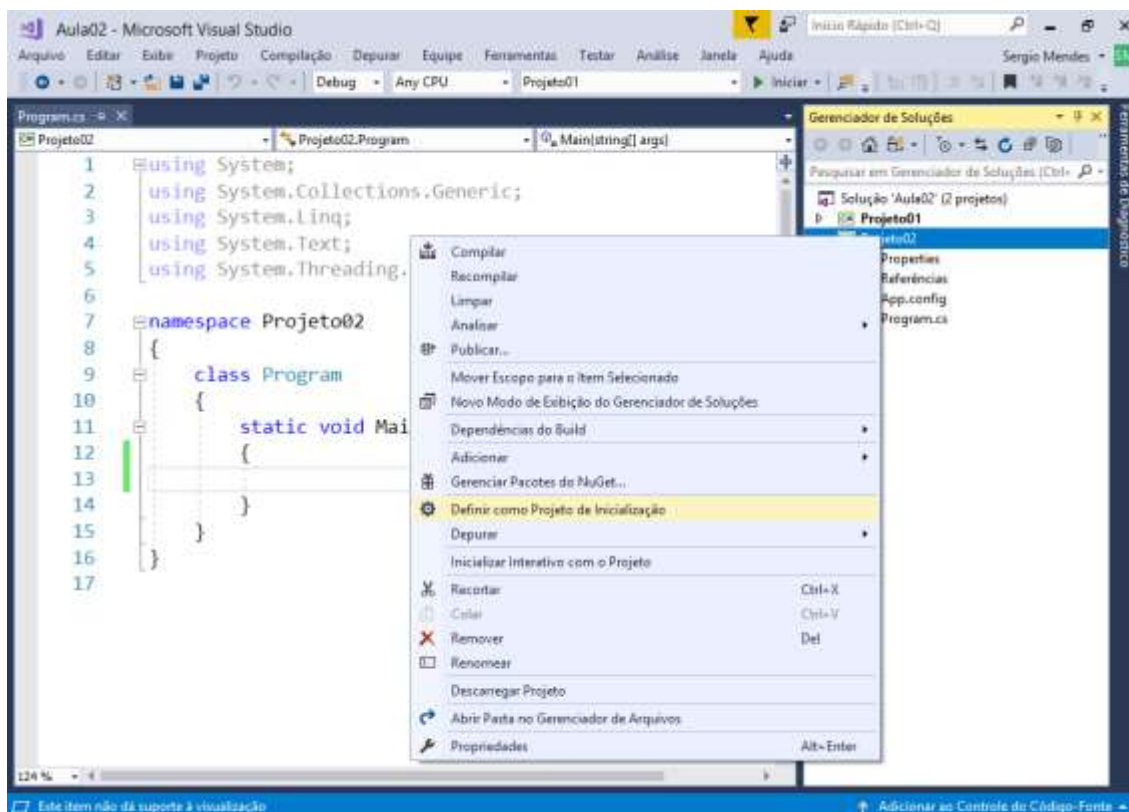 Aula02 - Microsoft Visual Studio
Início Rápido (Ctrl+Q)
Arquivo Editar Exibir Projeto Compilação Depurar Equipe Ferramentas Testar Análise Janela Ajuda
Sergio Mendes
Debug Any CPU Projeto01 Iniciar
Program.cs
Projeto02 Projeto02.Program Main(string[] args)
1 using System;
2 using System.Collections.Generic;
3 using System.Linq;
4 using System.Text;
5 using System.Threading.
6
7 namespace Projeto02
8 {
9 class Program
10 {
11 static void Mai
12 {
13
14 }
15 }
16 }
17
124 %
Compilar
Recompilar
Limpar
Analisar
Publicar...
Mover Escopo para o Item Selecionado
Novo Modo de Exibição do Gerenciador de Soluções
Dependências do Build
Adicionar
Gerenciar Pacotes do NuGet...
Definir como Projeto de Inicialização
Depurar
Inicializar Interativo com o Projeto
Recortar Ctrl+X
Colar Ctrl+V
Remover Del
Renomear
Descarregar Projeto
Abrir Pasta no Gerenciador de Arquivos
Propriedades Alt+Enter
Gerenciador de Soluções
Pesquisar em Gerenciador de Soluções (Ctrl+
Solução 'Aula02' (2 projetos)
Projeto01
jeto02
Properties
Referências
App.config
Program.cs
Ferramentas de Diagnóstico
Este item não dá suporte à visualização
Adicionar ao Controle do Código-Fonte